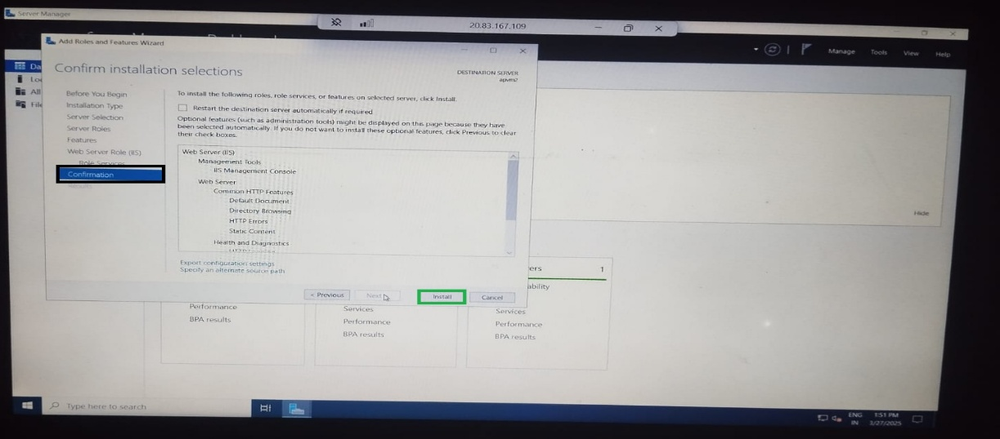 Server Manager
20.83.167.109
Add Roles and Features Wizard
Manage Tools View Help
Confirm installation selections
DESTINATION SERVER
apvm2
Before You Begin
Installation Type
Server Selection
Server Roles
Features
Web Server Role (IIS)
Role Services
Confirmation
Results
To install the following roles, role services, or features on selected server, click Install.
Restart the destination server automatically if required
Optional features (such as administration tools) might be displayed on this page because they have
been selected automatically. If you do not want to install these optional features, click Previous to clear
their check boxes.
Web Server (IIS)
Management Tools
IIS Management Console
Web Server
Common HTTP Features
Default Document
Directory Browsing
HTTP Errors
Static Content
Health and Diagnostics
Export configuration settings
Specify an alternate source path
< Previous Next Install Cancel
Hide
ers 1
ability
Performance
BPA results
Services
Performance
BPA results
Services
Performance
BPA results
Type here to search
ENG
IN
1:51 PM
3/27/2025